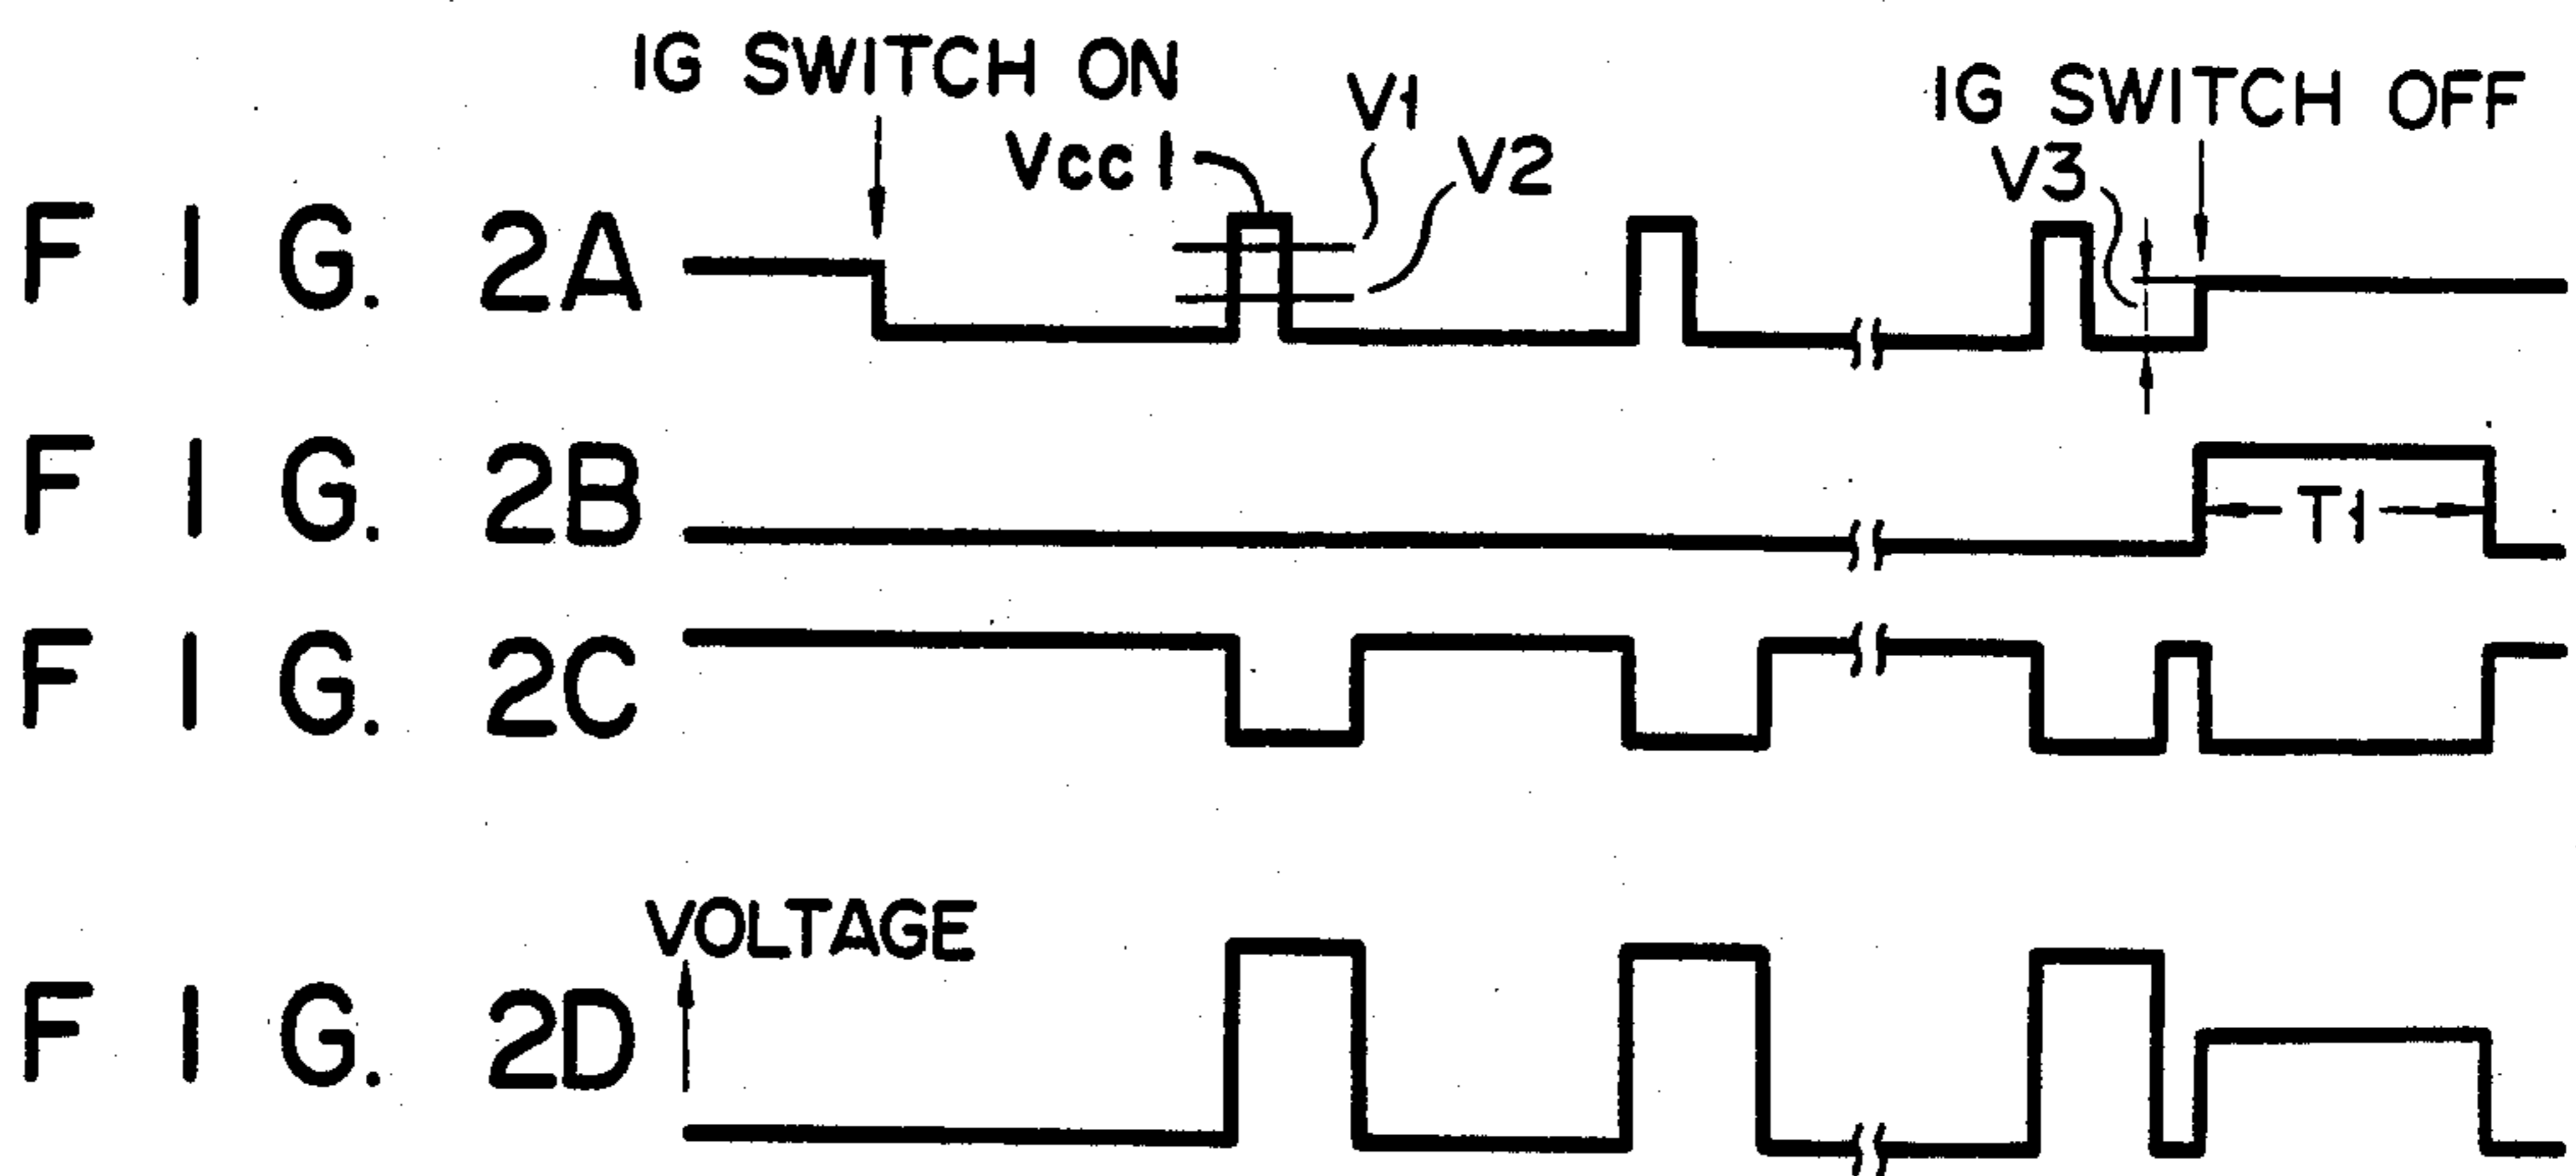 IG SWITCH ON
IG SWITCH OFF
Vcc1
V1
V2
V3
FIG. 2A
FIG. 2B
T1
FIG. 2C
VOLTAGE
FIG. 2D